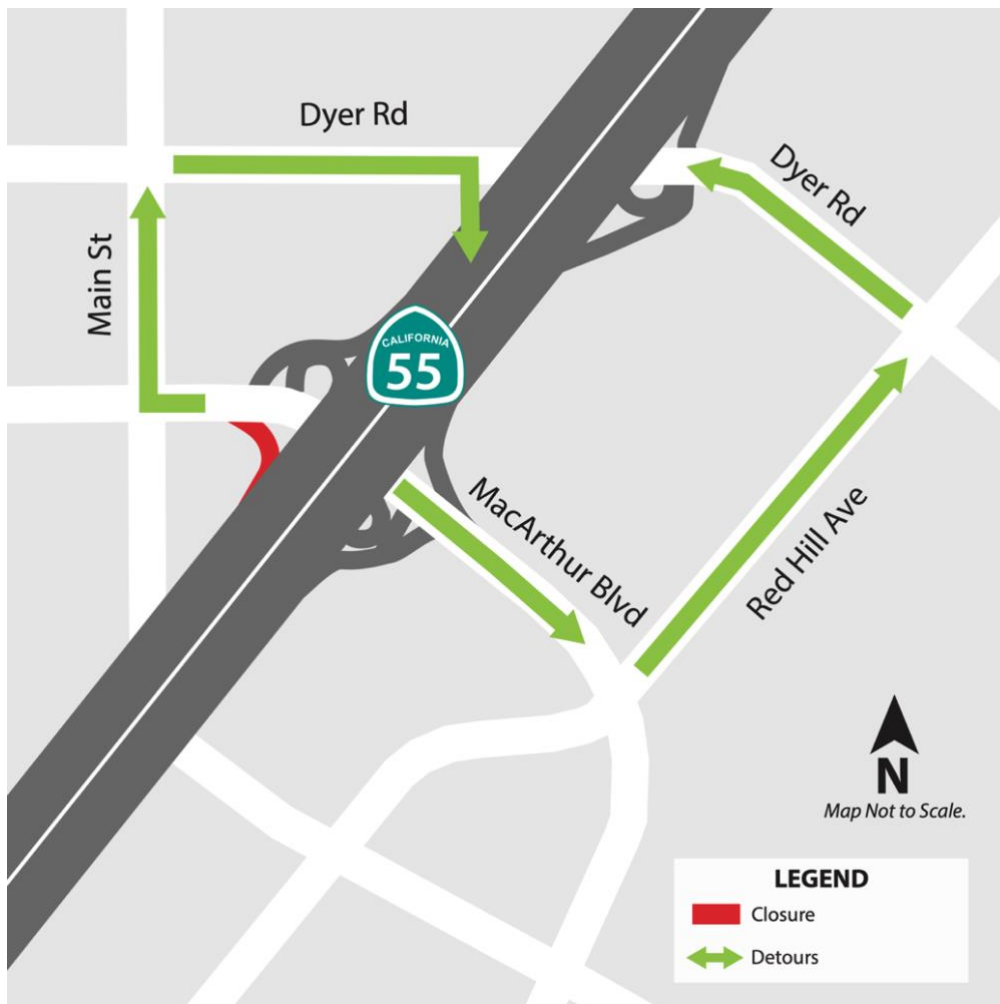 Dyer Rd
Dyer Rd
Main St
CALIFORNIA
55
MacArthur Blvd
Red Hill Ave
N
Map Not to Scale.
LEGEND
Closure
Detours